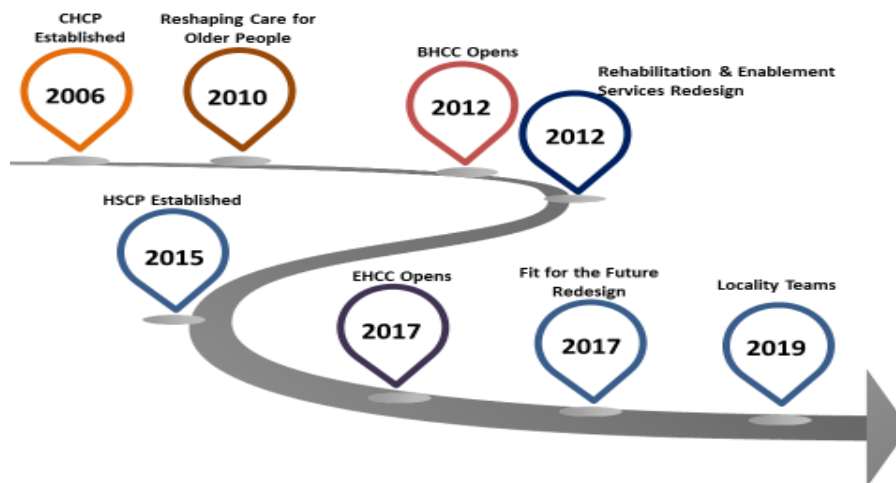 CHCP
Established
2006
Reshaping Care for
Older People
2010
BHCC Opens
2012
Rehabilitation & Enablement
Services Redesign
2012
HSCP Established
2015
EHCC Opens
2017
Fit for the Future
Redesign
2017
Locality Teams
2019